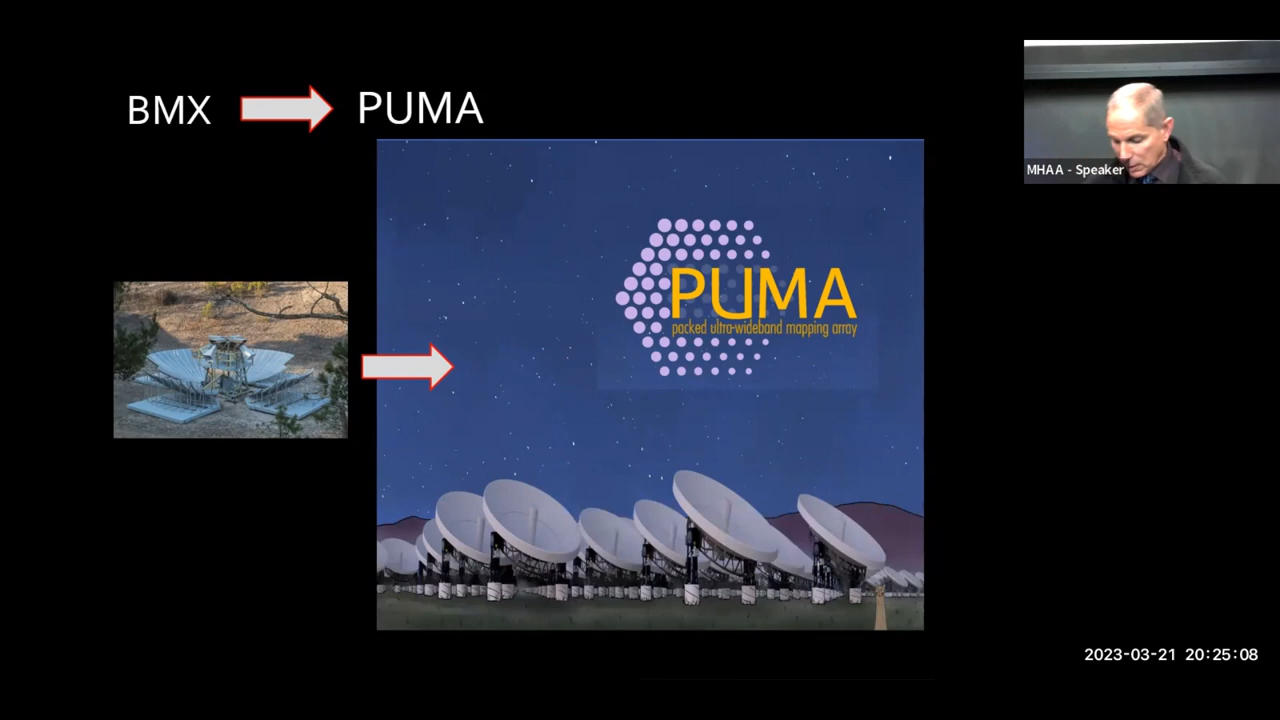 BMX
PUMA
PUMA
packed ultra-wideband mapping array
MHAA - Speaker
2023-03-21 20:25:08